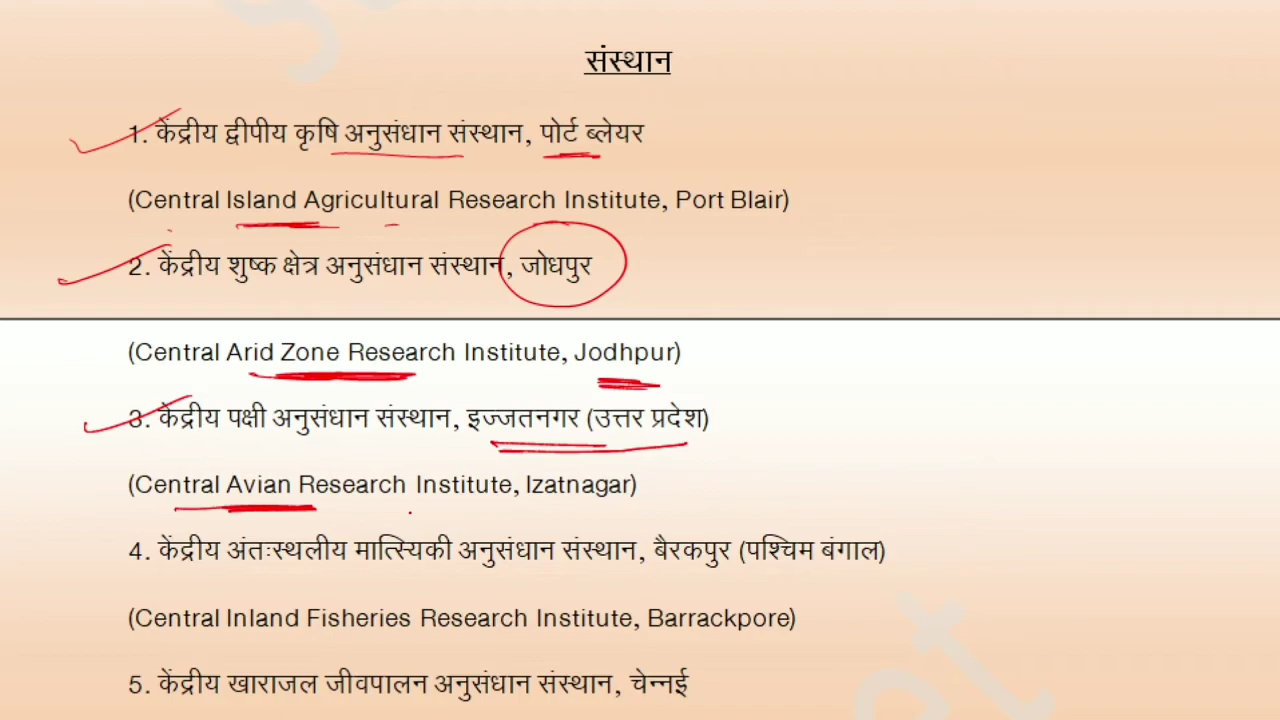 संस्थान
1. केंद्रीय द्वीपीय कृषि अनुसंधान संस्थान, पोर्ट ब्लेयर
(Central Island Agricultural Research Institute, Port Blair)
2. केंद्रीय शुष्क क्षेत्र अनुसंधान संस्थान, जोधपुर
(Central Arid Zone Research Institute, Jodhpur)
3. केंद्रीय पक्षी अनुसंधान संस्थान, इज्जतनगर (उत्तर प्रदेश)
(Central Avian Research Institute, Izatnagar)
4. केंद्रीय अंतःस्थलीय मात्स्यिकी अनुसंधान संस्थान, बैरकपुर (पश्चिम बंगाल)
(Central Inland Fisheries Research Institute, Barrackpore)
5. केंद्रीय खाराजल जीवपालन अनुसंधान संस्थान, चेन्नई